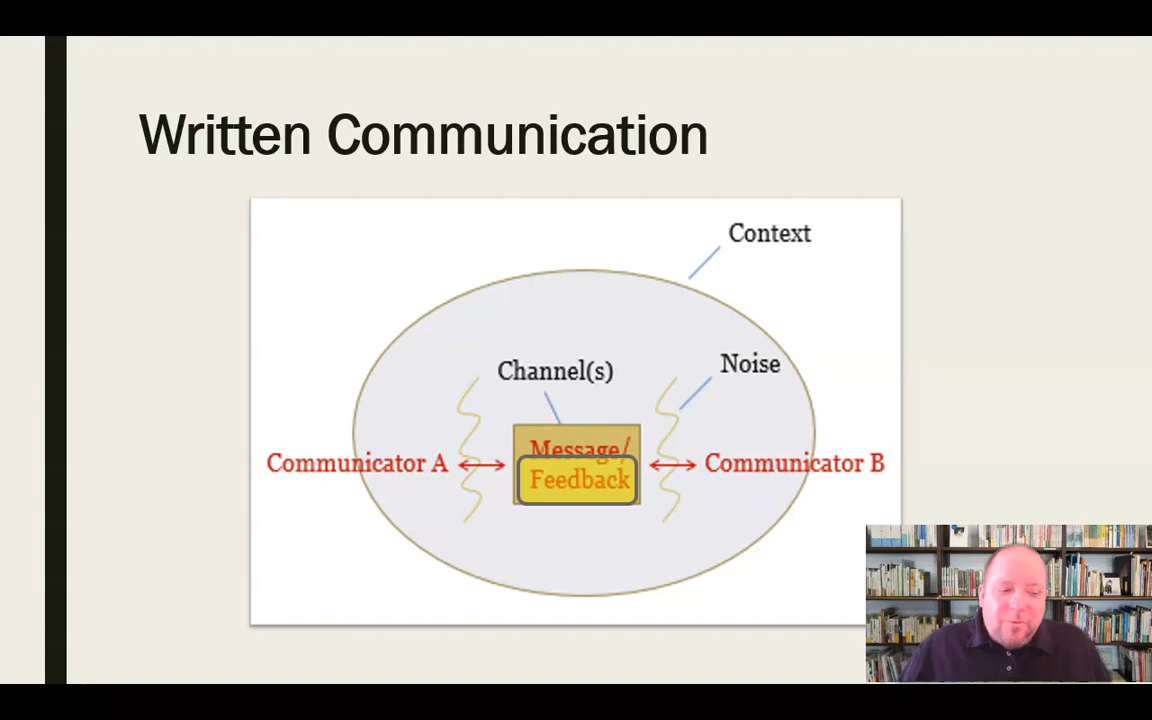 Written Communication
Context
Channel(s)
Noise
Message/
Communicator A
Feedback
Communicator B